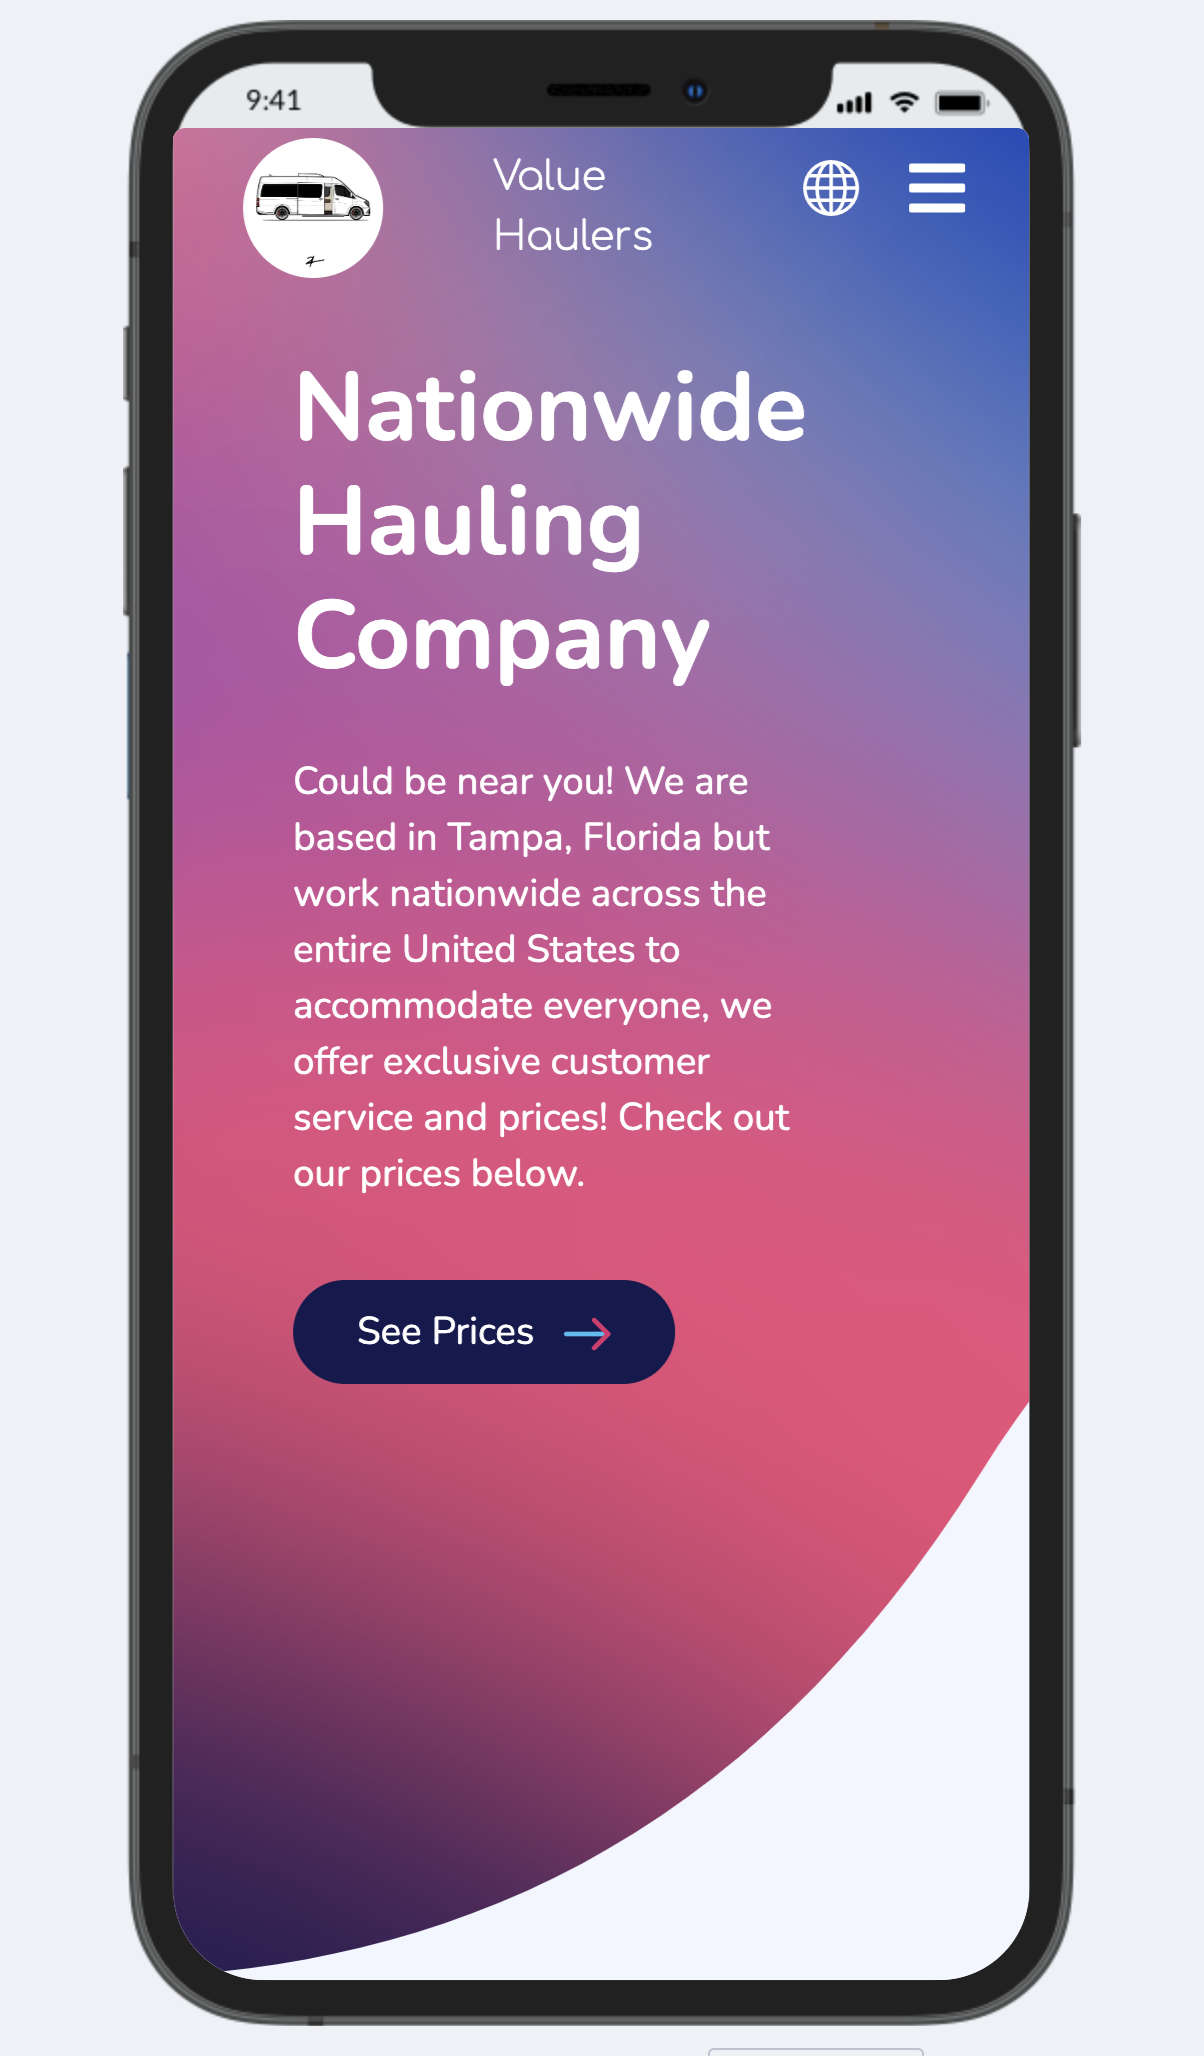 9:41
Value
Haulers
Nationwide
Hauling
Company
Could be near you! We are
based in Tampa, Florida but
work nationwide across the
entire United States to
accommodate everyone, we
offer exclusive customer
service and prices! Check out
our prices below.
See Prices